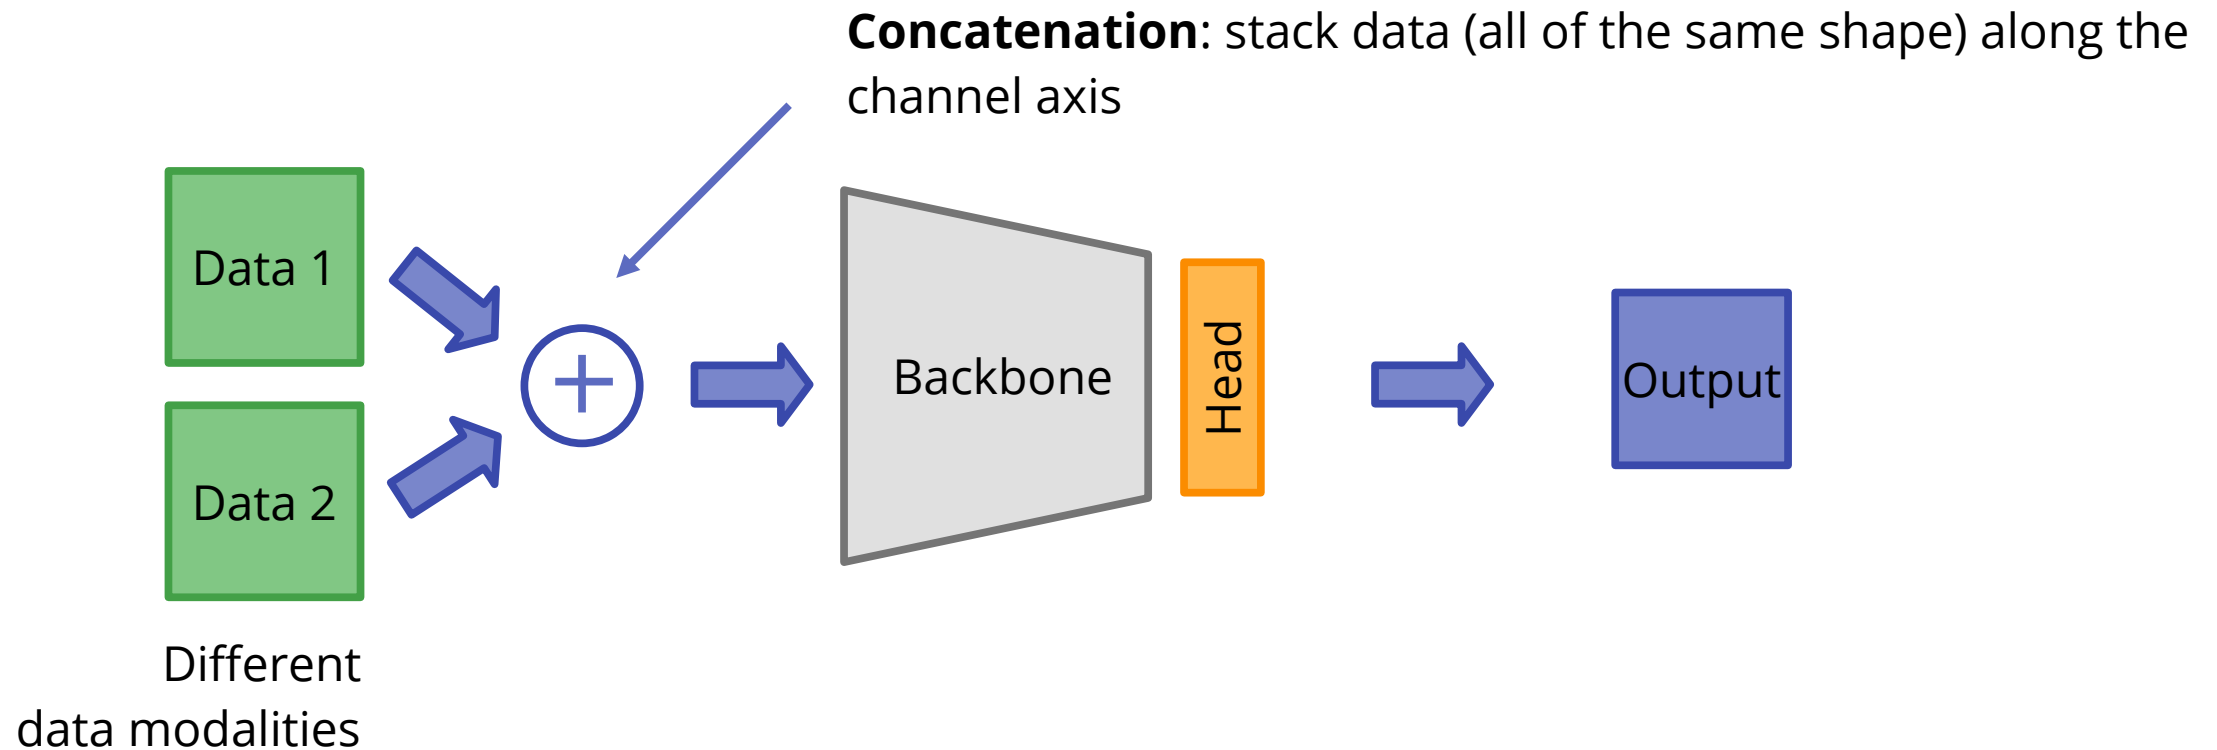 Concatenation: stack data (all of the same shape) along the
channel axis
Data 1
Data 2
+
Backbone
Head
Output
Different
data modalities